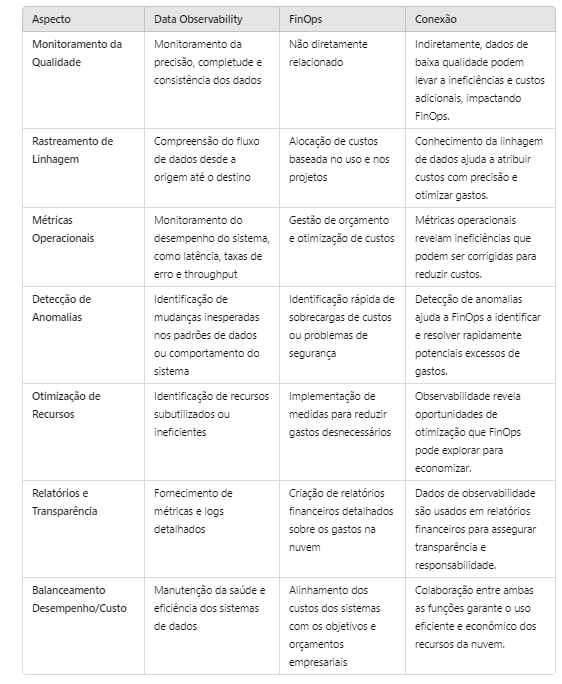 Aspecto
Data Observability
FinOps
Conexão
Monitoramento da
Qualidade
Monitoramento da
precisão, completude e
consistência dos dados
Não diretamente
relacionado
Indiretamente, dados de
baixa qualidade podem
levar a ineficiências e custos
adicionais, impactando
FinOps.
Rastreamento de
Linhagem
Compreensão do fluxo
de dados desde a
origem até o destino
Alocação de custos
baseada no uso e nos
projetos
Conhecimento da linhagem
de dados ajuda a atribuir
custos com precisão e
otimizar gastos.
Métricas
Operacionais
Monitoramento do
desempenho do sistema,
como latência, taxas de
erro e throughput
Gestão de orçamento
e otimização de custos
Métricas operacionais
revelam ineficiências que
podem ser corrigidas para
reduzir custos.
Detecção de
Anomalias
Identificação de
mudanças inesperadas
nos padrões de dados
ou comportamento do
sistema
Identificação rápida de
sobrecargas de custos
ou problemas de
segurança
Detecção de anomalias
ajuda a FinOps a identificar
e resolver rapidamente
potenciais excessos de
gastos.
Otimização de
Recursos
Identificação de recursos
subutilizados ou
ineficientes
Implementação de
medidas para reduzir
gastos desnecessários
Observabilidade revela
oportunidades de
otimização que FinOps
pode explorar para
economizar.
Relatórios e
Transparência
Fornecimento de
métricas e logs
detalhados
Criação de relatórios
financeiros detalhados
sobre os gastos na
nuvem
Dados de observabilidade
são usados em relatórios
financeiros para assegurar
transparência e
responsabilidade.
Balanceamento
Desempenho/Custo
Manutenção da saúde e
eficiência dos sistemas
de dados
Alinhamento dos
custos dos sistemas
com os objetivos e
orçamentos
empresariais
Colaboração entre ambas
as funções garante o uso
eficiente e econômico dos
recursos da nuvem.